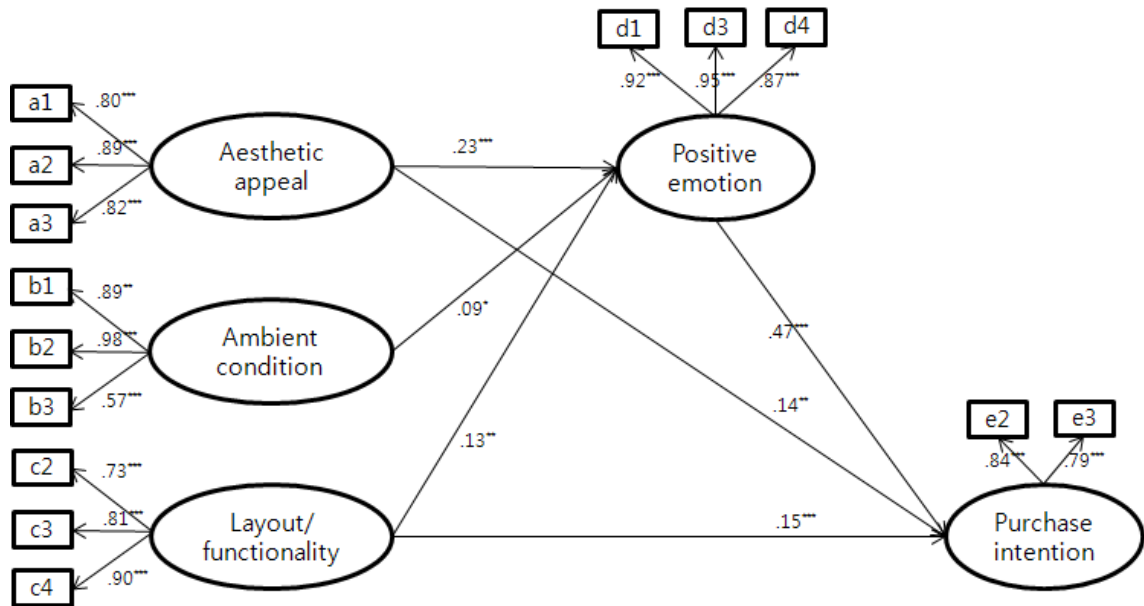 d1
d3
d4
.92***
.95***
.87***
a1
.80***
a2
.89***
a3
.82***
Aesthetic
appeal
.23***
Positive
emotion
b1
.89**
b2
.98***
b3
.57***
Ambient
condition
.09*
.47***
.14**
.13**
e2
e3
.84***
.79***
c2
.73***
c3
.81***
c4
.90***
Layout/
functionality
.15***
Purchase
intention